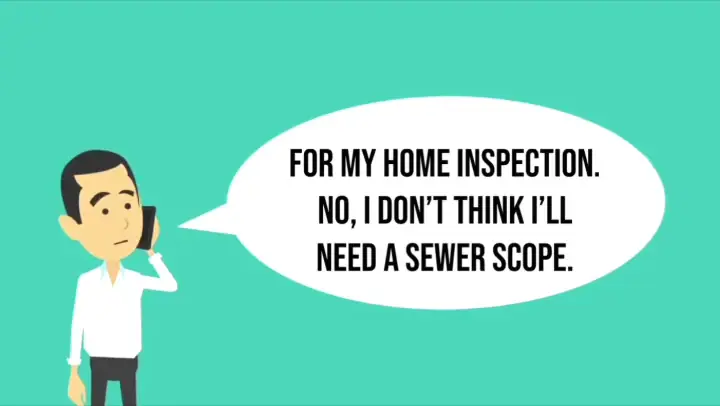 FOR MY HOME INSPECTION.
NO, I DON'T THINK I'LL
NEED A SEWER SCOPE.